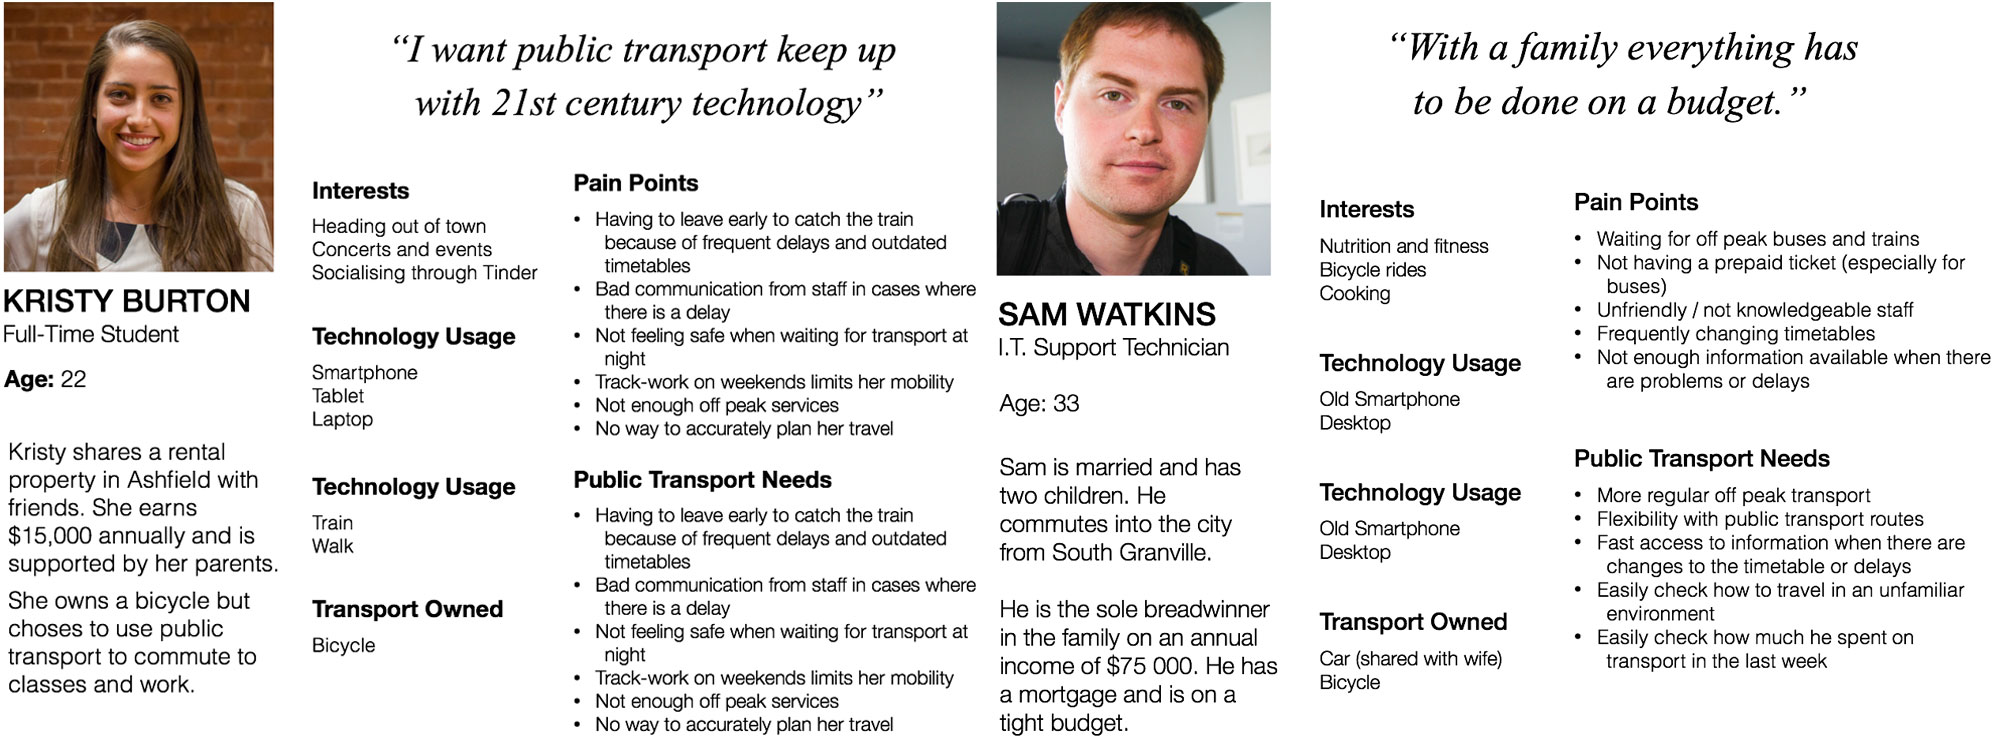 “I want public transport keep up
with 21st century technology”
KRISTY BURTON
Full-Time Student
Age: 22
Kristy shares a rental
property in Ashfield with
friends. She earns
$15,000 annually and is
supported by her parents.
She owns a bicycle but
choses to use public
transport to commute to
classes and work.
Interests
Heading out of town
Concerts and events
Socialising through Tinder
Technology Usage
Smartphone
Tablet
Laptop
Technology Usage
Train
Walk
Transport Owned
Bicycle
Pain Points
• Having to leave early to catch the train
because of frequent delays and outdated
timetables
• Bad communication from staff in cases where
there is a delay
• Not feeling safe when waiting for transport at
night
• Track-work on weekends limits her mobility
• Not enough off peak services
• No way to accurately plan her travel
Public Transport Needs
• Having to leave early to catch the train
because of frequent delays and outdated
timetables
• Bad communication from staff in cases where
there is a delay
• Not feeling safe when waiting for transport at
night
• Track-work on weekends limits her mobility
• Not enough off peak services
• No way to accurately plan her travel
“With a family everything has
to be done on a budget.”
SAM WATKINS
I.T. Support Technician
Age: 33
Sam is married and has
two children. He
commutes into the city
from South Granville.
He is the sole breadwinner
in the family on an annual
income of $75 000. He has
a mortgage and is on a
tight budget.
Interests
Nutrition and fitness
Bicycle rides
Cooking
Technology Usage
Old Smartphone
Desktop
Technology Usage
Old Smartphone
Desktop
Transport Owned
Car (shared with wife)
Bicycle
Pain Points
• Waiting for off peak buses and trains
• Not having a prepaid ticket (especially for
buses)
• Unfriendly / not knowledgeable staff
• Frequently changing timetables
• Not enough information available when there
are problems or delays
Public Transport Needs
• More regular off peak transport
• Flexibility with public transport routes
• Fast access to information when there are
changes to the timetable or delays
• Easily check how to travel in an unfamiliar
environment
• Easily check how much he spent on
transport in the last week